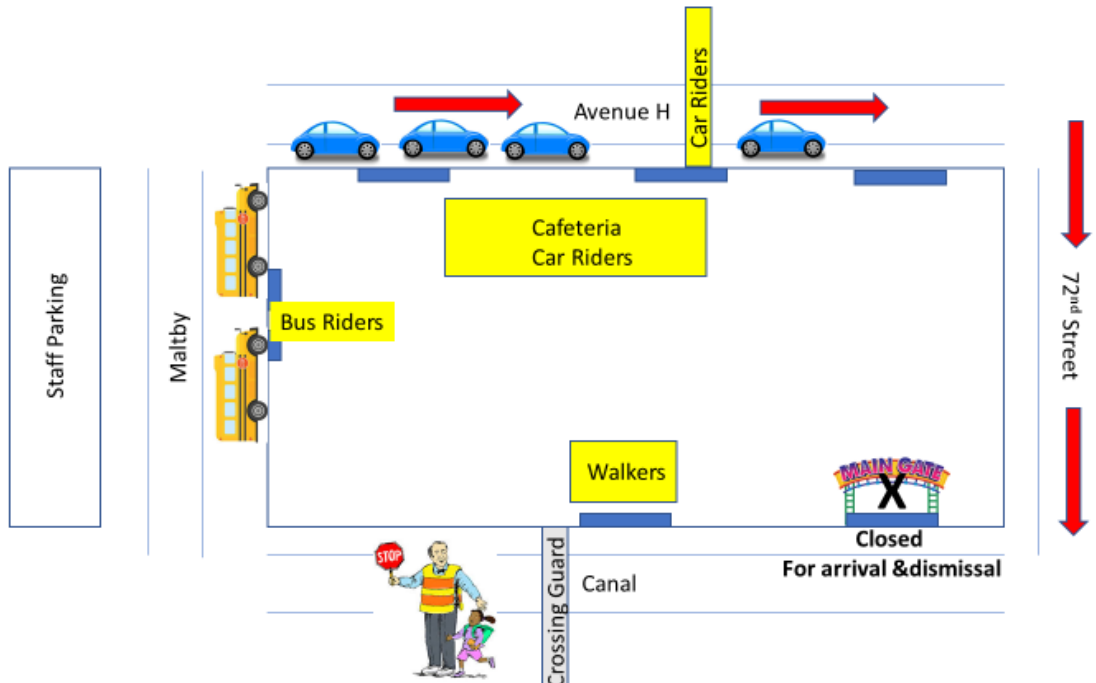 Car Riders
Avenue H
Cafeteria
Car Riders
Staff Parking
Maltby
Bus Riders
72nd Street
Walkers
MAIN GATE
X
Closed
For arrival &dismissal
STOP
Crossing Guard
Canal